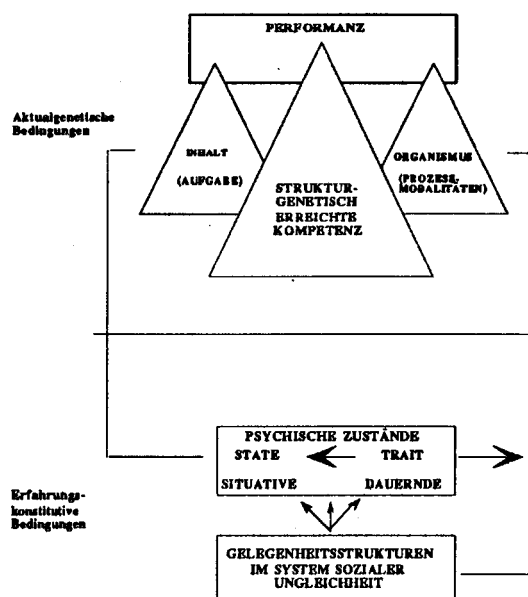 PERFORMANZ
Aktualgenetische
Bedingungen
INHALT
(AUFGABE)
ORGANISMUS
(PROZESE,
MODALITÄTEN)
STRUKTUR-
GENETISCH
ERREICHTE
KOMPETENZ
PSYCHISCHE ZUSTÄNDE
STATE TRAIT
SITUATIVE DAUERNDE
Erfahrungs-
konstitutive
Bedingungen
GELEGENHEITSSTRUKTUREN
IM SYSTEM SOZIALER
UNGLEICHHEIT